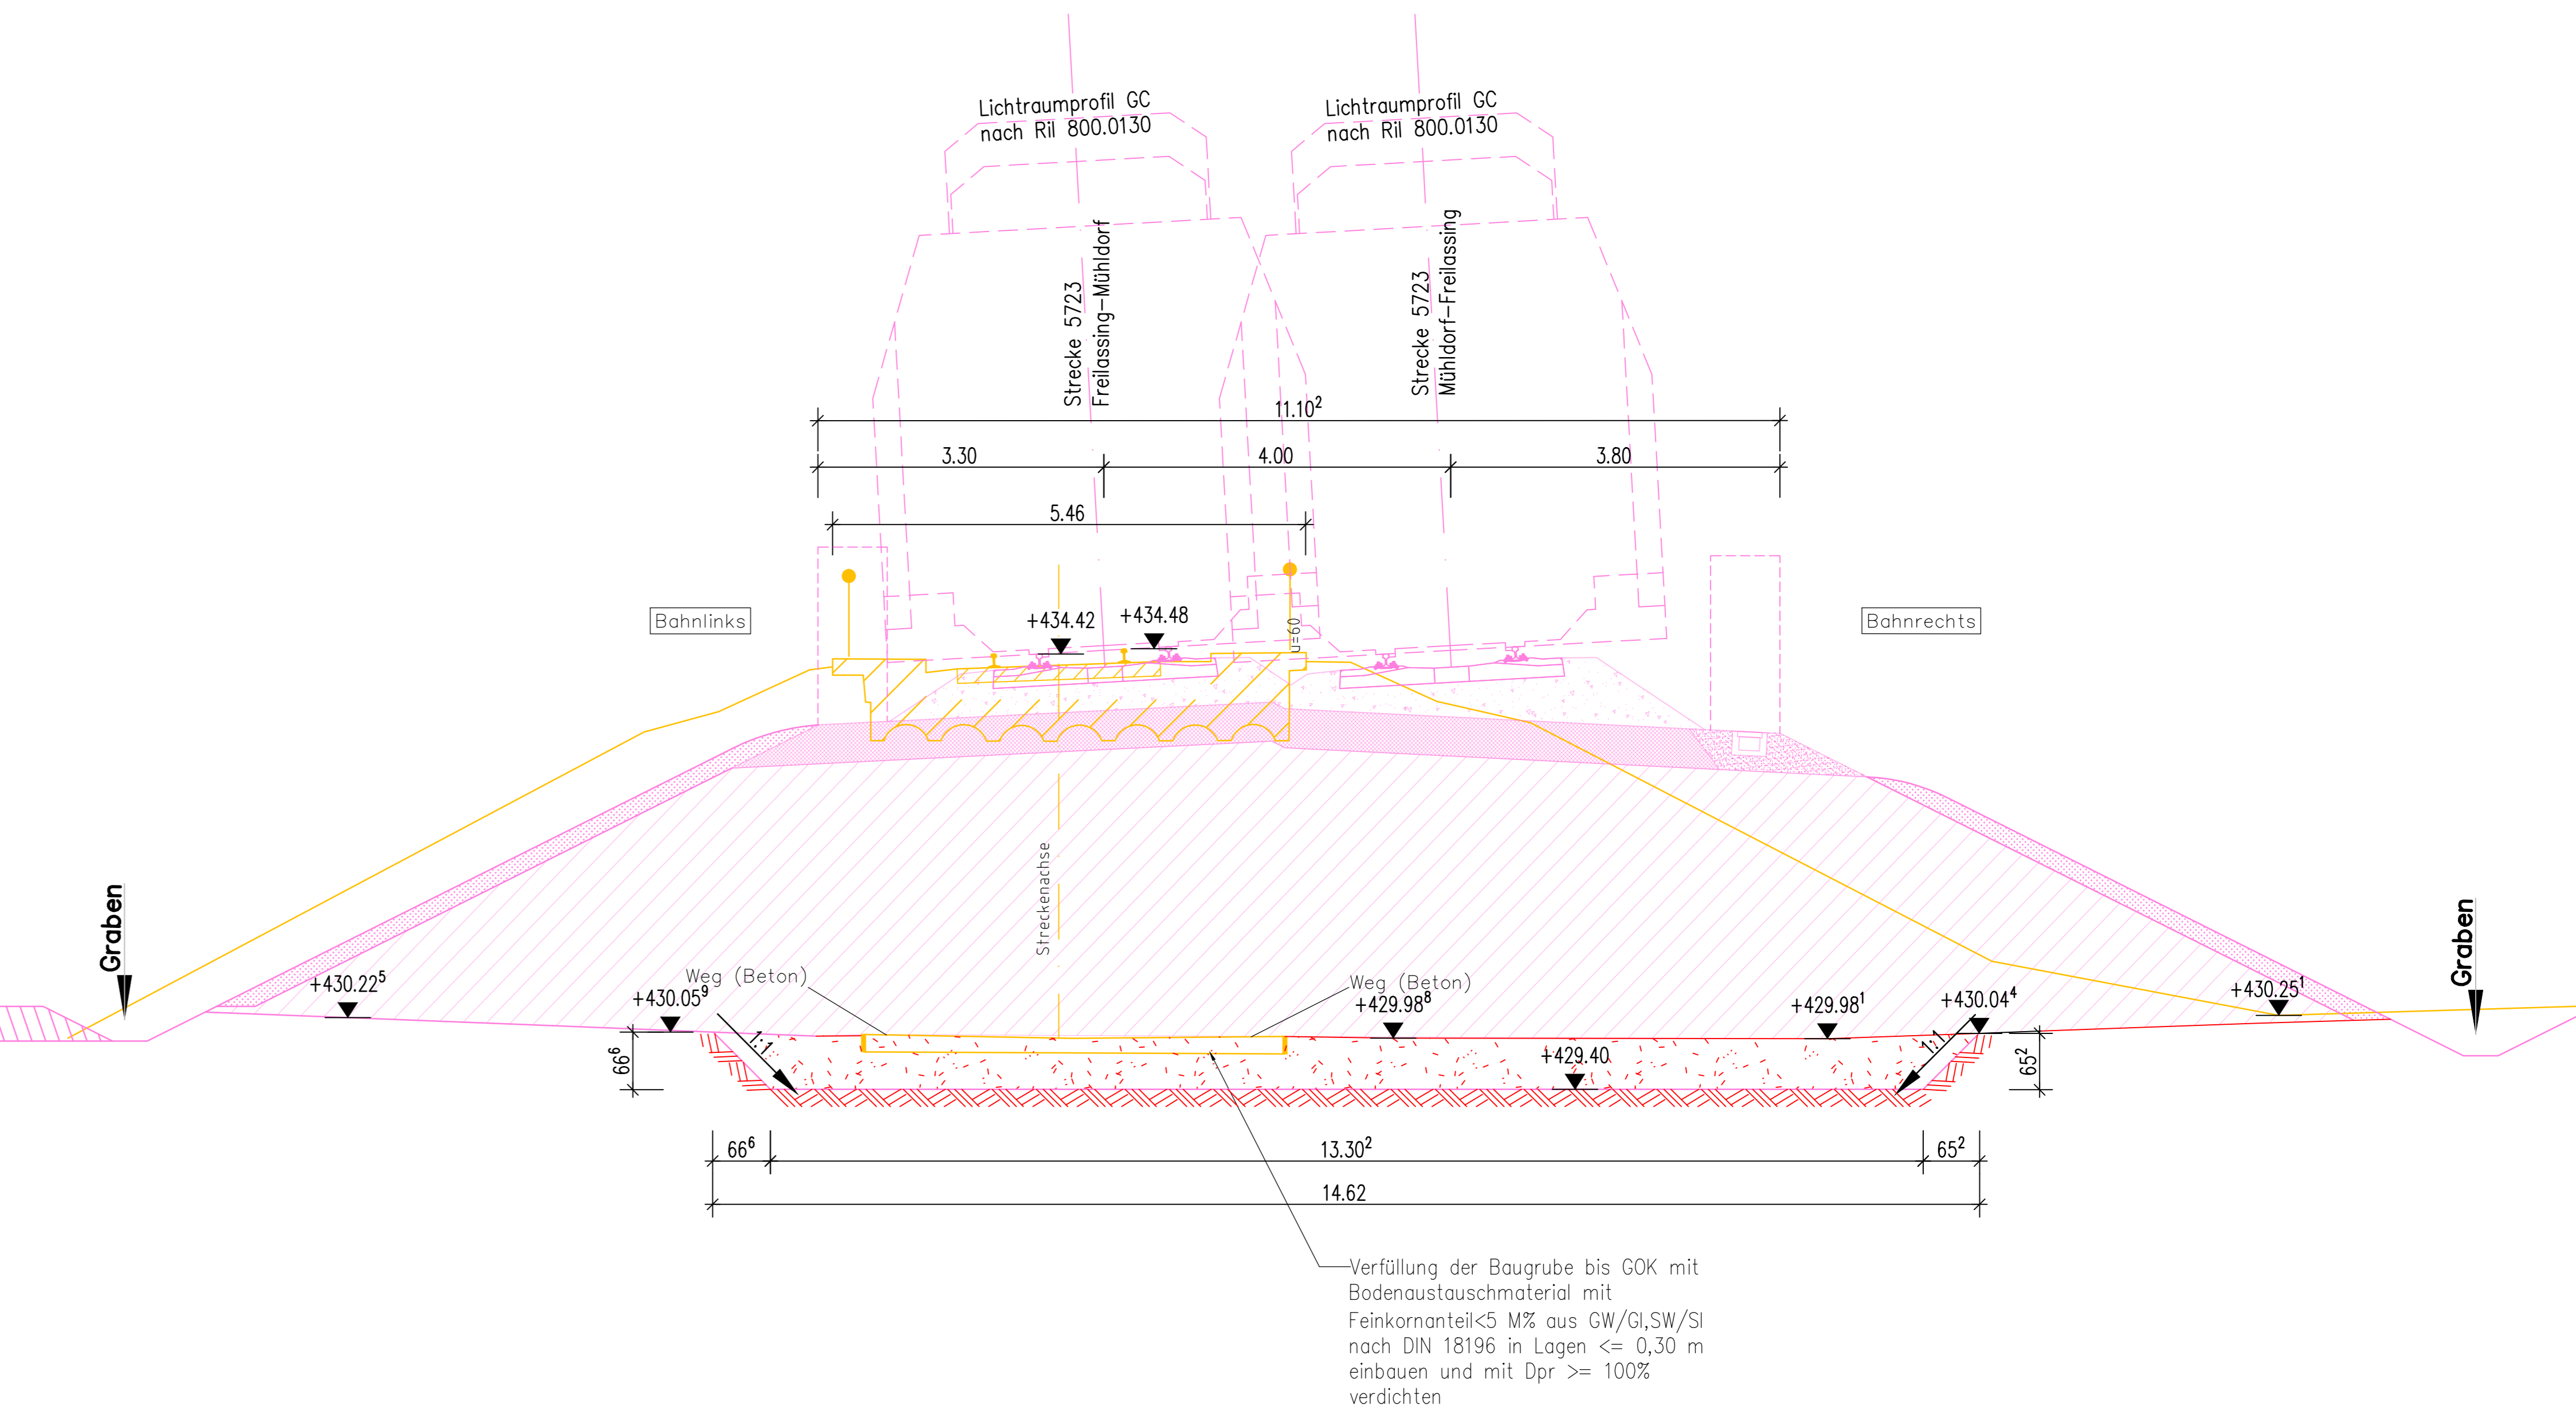 Lichtraumprofil GC
nach Ril 800.0130
Lichtraumprofil GC
nach Ril 800.0130
Strecke 5723
Freilassing-Mühldorf
Strecke 5723
Mühldorf-Freilassing
11.10²
3.30
4.00
3.80
5.46
Bahnlinks
+434.42
+434.48
u=60
Bahnrechts
Streckenachse
Graben
Graben
+430.22⁵
+430.05⁹
Weg (Beton)
Weg (Beton)
+429.98⁸
+429.98¹
+430.04⁴
+430.25¹
1:1
1:1
66⁶
+429.40
65²
66⁶
13.30²
65²
14.62
Verfüllung der Baugrube bis GOK mit
Bodenaustauschmaterial mit
Feinkornanteil<5 M% aus GW/GI,SW/SI
nach DIN 18196 in Lagen <= 0,30 m
einbauen und mit Dpr >= 100%
verdichten